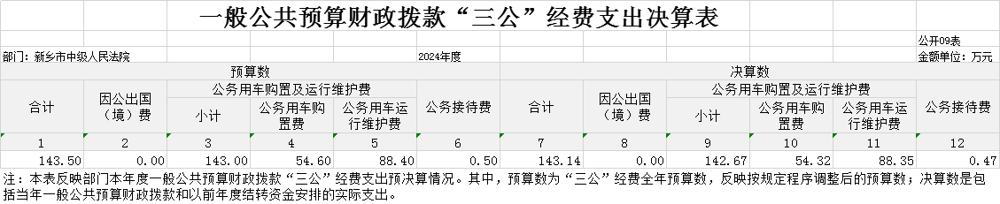 一般公共预算财政拨款“三公”经费支出决算表
公开09表
部门：新乡市中级人民法院 2024年度 金额单位：万元
预算数 决算数
合计 因公出国（境）费 公务用车购置及运行维护费 公务接待费 合计 因公出国（境）费 公务用车购置及运行维护费 公务接待费
小计 公务用车购置费 公务用车运行维护费 小计 公务用车购置费 公务用车运行维护费
1 2 3 4 5 6 7 8 9 10 11 12
143.50 0.00 143.00 54.60 88.40 0.50 143.14 0.00 142.67 54.32 88.35 0.47
注：本表反映部门本年度一般公共预算财政拨款“三公”经费支出预决算情况。其中，预算数为“三公”经费全年预算数，反映按规定程序调整后的预算数；决算数是包
括当年一般公共预算财政拨款和以前年度结转资金安排的实际支出。